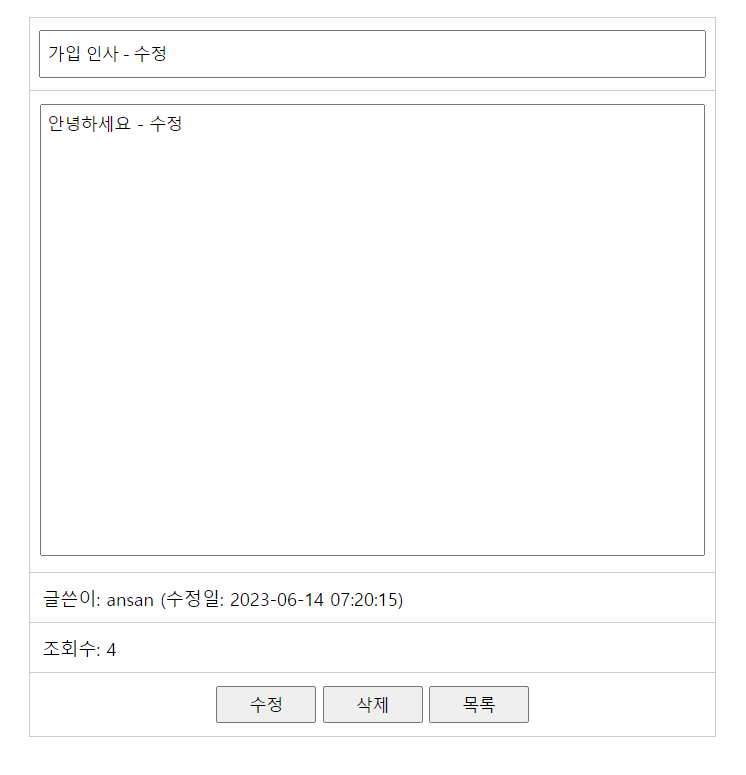 가입 인사 - 수정
안녕하세요 - 수정
글쓴이: ansan (수정일: 2023-06-14 07:20:15)
조회수: 4
수정 삭제 목록